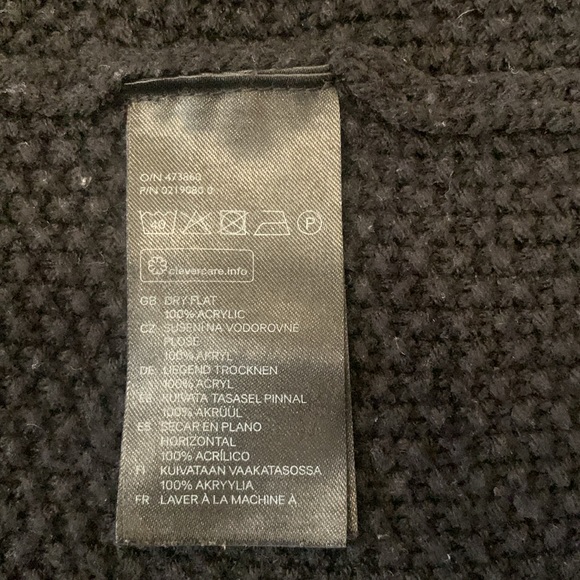 O/N 473860
P/N 0219080 0
40 P
clevercare.info
GB DRY FLAT
100% ACRYLIC
CZ SUŠENÍ NA VODOROVNÉ
PLOŠE
100% AKRYL
DE LIEGEND TROCKNEN
100% ACRYL
EE KUIVATA TASASEL PINNAL
100% AKRÜÜL
ES SECAR EN PLANO
HORIZONTAL
100% ACRÍLICO
FI KUIVATAAN VAAKATASOSSA
100% AKRYYLIA
FR LAVER À LA MACHINE À